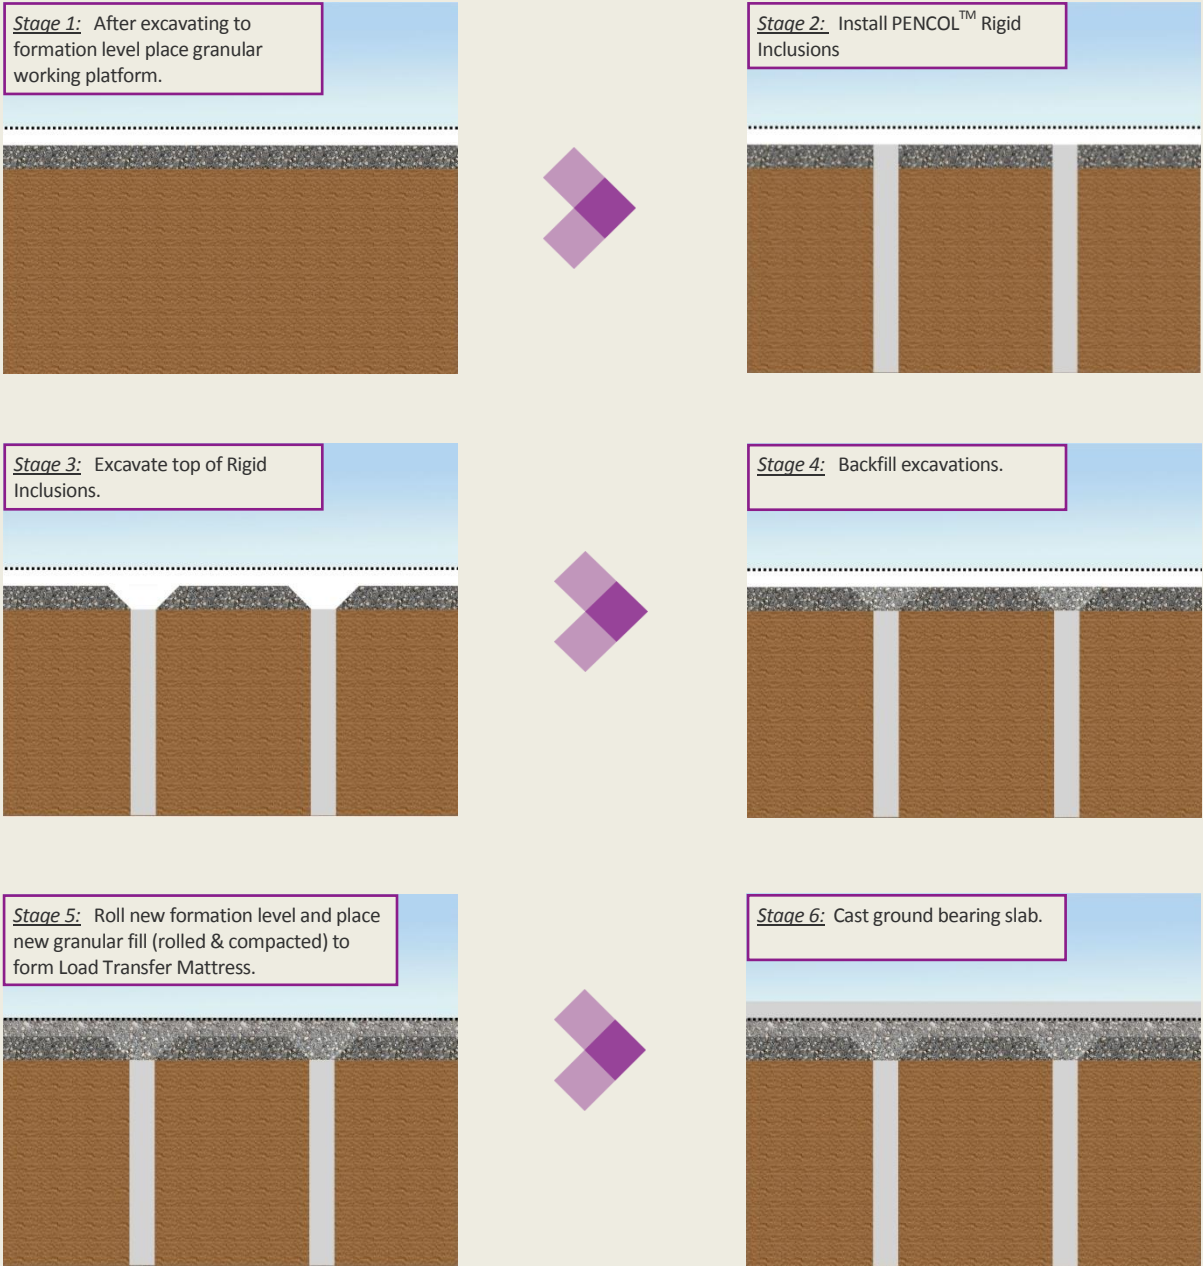 Stage 1: After excavating to
formation level place granular
working platform.
Stage 2: Install PENCOL™ Rigid
Inclusions
Stage 3: Excavate top of Rigid
Inclusions.
Stage 4: Backfill excavations.
Stage 5: Roll new formation level and place
new granular fill (rolled & compacted) to
form Load Transfer Mattress.
Stage 6: Cast ground bearing slab.